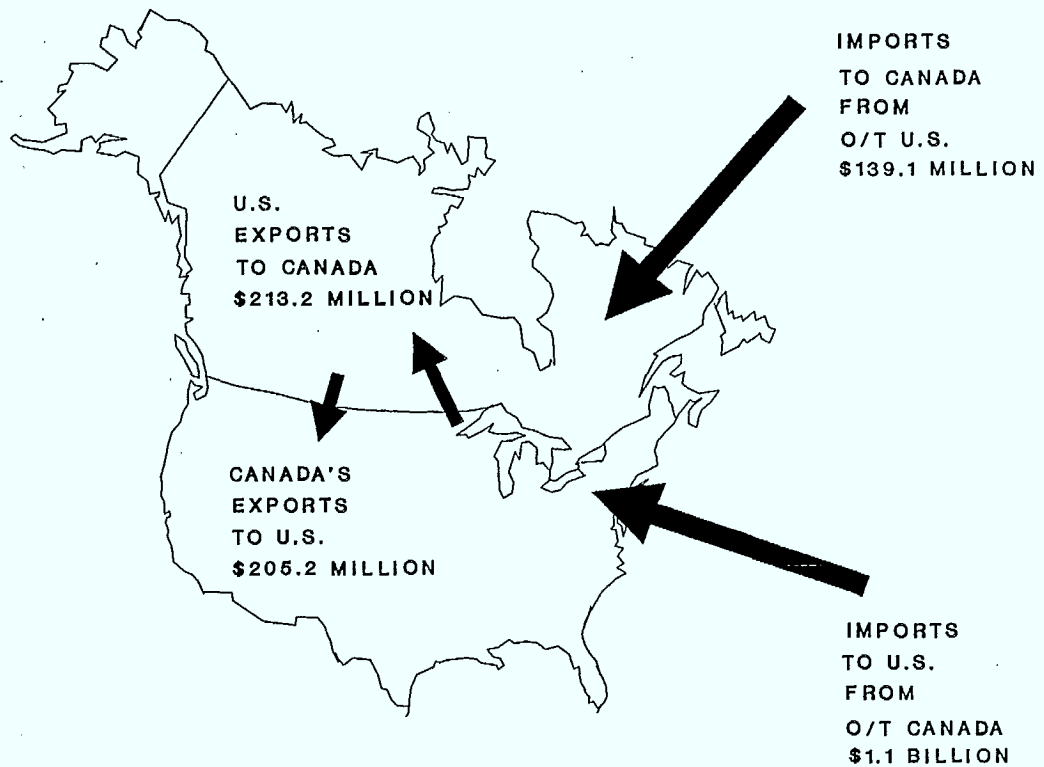 IMPORTS
TO CANADA
FROM
O/T U.S.
$139.1 MILLION
U.S.
EXPORTS
TO CANADA
$213.2 MILLION
CANADA'S
EXPORTS
TO U.S.
$205.2 MILLION
IMPORTS
TO U.S.
FROM
O/T CANADA
$1.1 BILLION